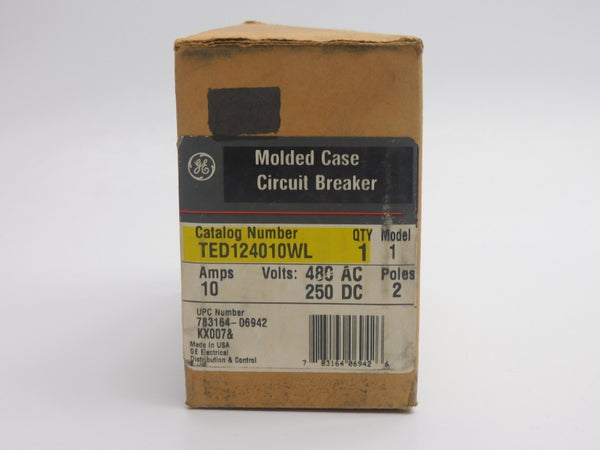 GE
Molded Case
Circuit Breaker
Catalog Number QTY Model
TED124010WL 1 1
Amps Volts: 480 AC Poles
10 250 DC 2
UPC Number
783164-06942
KX007&
Made in USA
GE Electrical
Distribution & Control
7 83164 06942 6